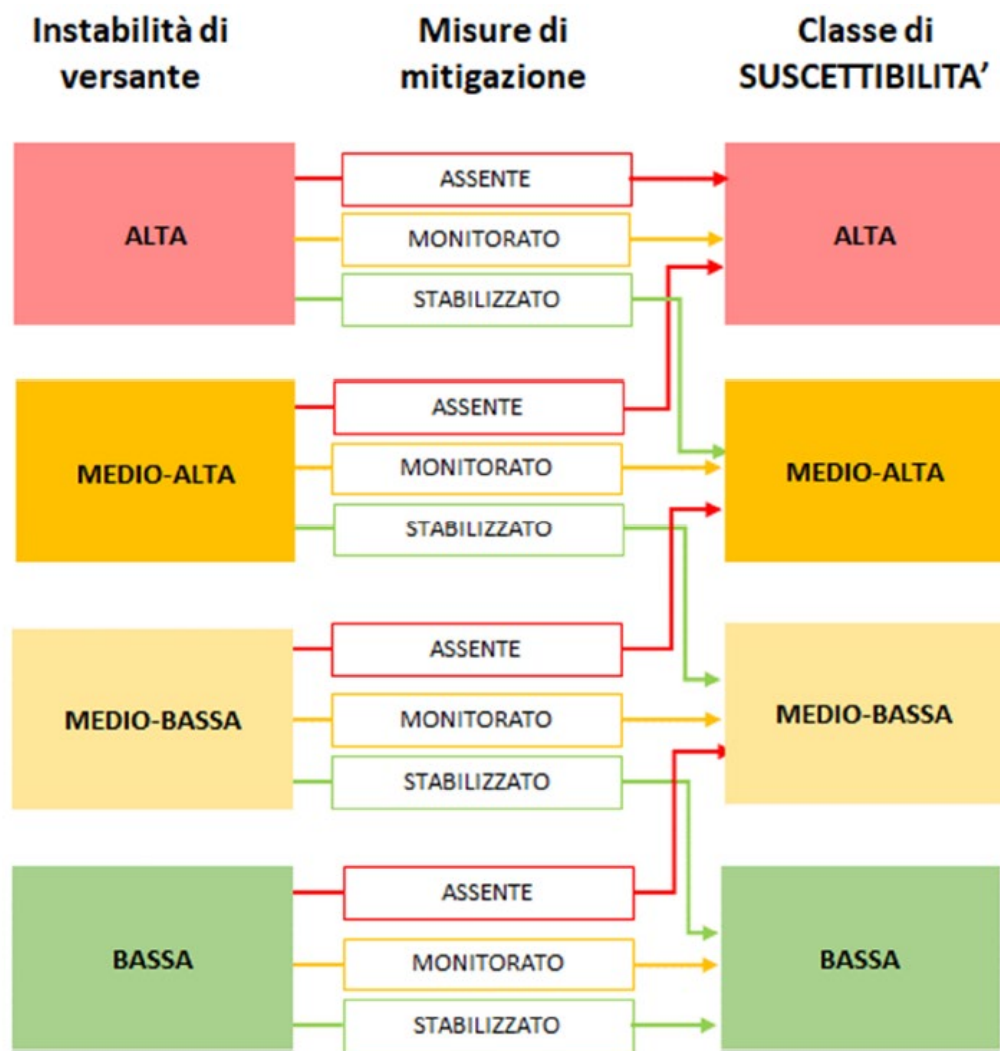 Instabilità di
versante
Misure di
mitigazione
Classe di
SUSCETTIBILITA’
ALTA
ASSENTE
MONITORATO
STABILIZZATO
ALTA
MEDIO-ALTA
ASSENTE
MONITORATO
STABILIZZATO
MEDIO-ALTA
MEDIO-BASSA
ASSENTE
MONITORATO
STABILIZZATO
MEDIO-BASSA
BASSA
ASSENTE
MONITORATO
STABILIZZATO
BASSA